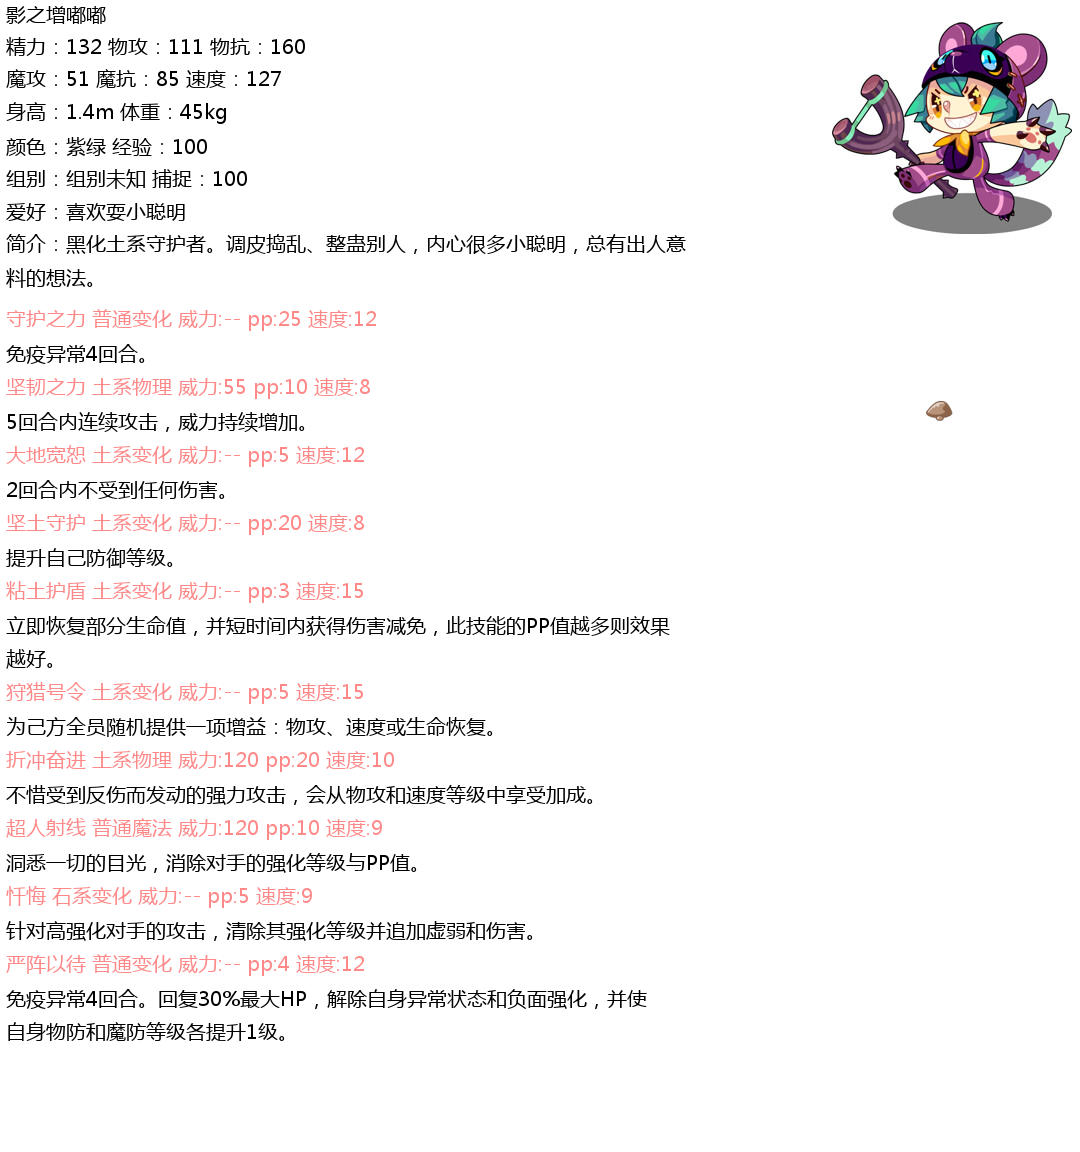 影之增嘟嘟
精力：132 物攻：111 物抗：160
魔攻：51 魔抗：85 速度：127
身高：1.4m 体重：45kg
颜色：紫绿 经验：100
组别：组别未知 捕捉：100
爱好：喜欢耍小聪明
简介：黑化土系守护者。调皮捣乱、整蛊别人，内心很多小聪明，总有出人意
料的想法。
守护之力 普通变化 威力:-- pp:25 速度:12
免疫异常4回合。
坚韧之力 土系物理 威力:55 pp:10 速度:8
5回合内连续攻击，威力持续增加。
大地宽恕 土系变化 威力:-- pp:5 速度:12
2回合内不受到任何伤害。
坚土守护 土系变化 威力:-- pp:20 速度:8
提升自己防御等级。
粘土护盾 土系变化 威力:-- pp:3 速度:15
立即恢复部分生命值，并短时间内获得伤害减免，此技能的PP值越多则效果
越好。
狩猎号令 土系变化 威力:-- pp:5 速度:15
为己方全员随机提供一项增益：物攻、速度或生命恢复。
折冲奋进 土系物理 威力:120 pp:20 速度:10
不惜受到反伤而发动的强力攻击，会从物攻和速度等级中享受加成。
超人射线 普通魔法 威力:120 pp:10 速度:9
洞悉一切的目光，消除对手的强化等级与PP值。
忏悔 石系变化 威力:-- pp:5 速度:9
针对高强化对手的攻击，清除其强化等级并追加虚弱和伤害。
严阵以待 普通变化 威力:-- pp:4 速度:12
免疫异常4回合。回复30%最大HP，解除自身异常状态和负面强化，并使
自身物防和魔防等级各提升1级。